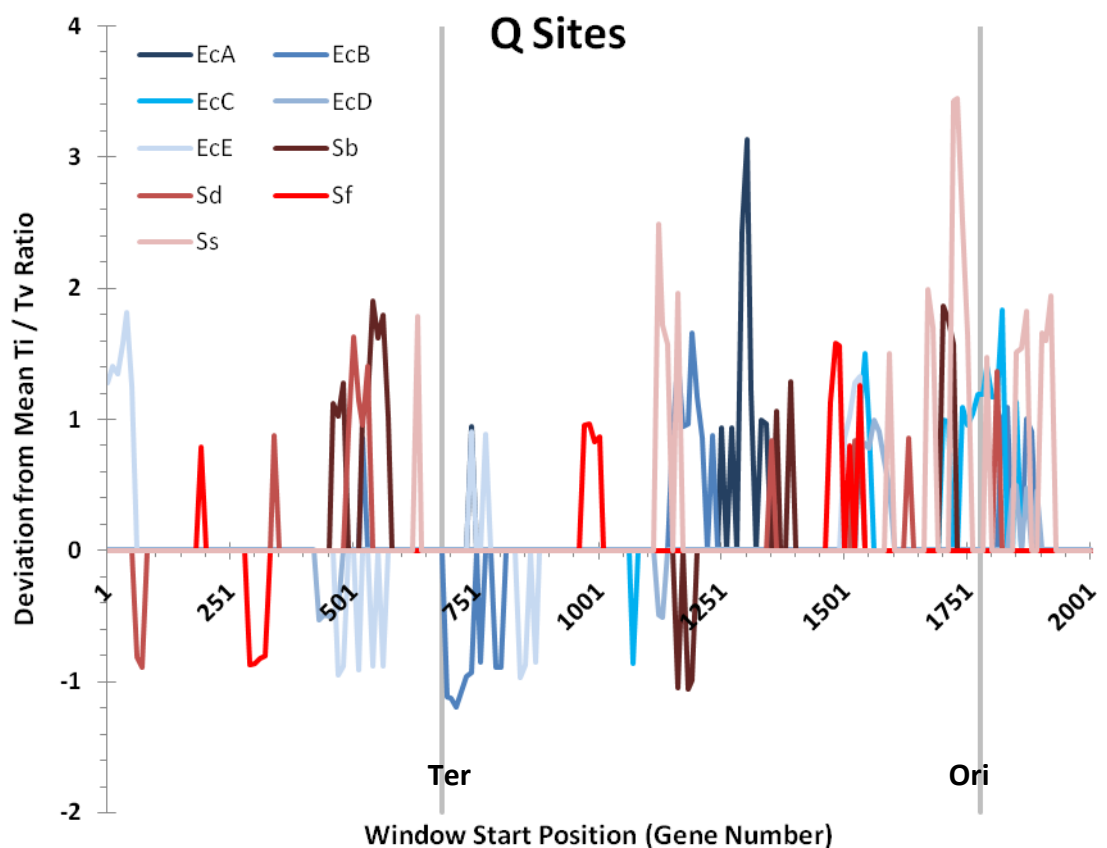 Q Sites
EcA EcB
EcC EcD
EcE Sb
Sd Sf
Ss
Deviation from Mean Ti / Tv Ratio
4
3
2
1
0
-1
-2
1 251 501 751 1001 1251 1501 1751 2001
Ter Ori
Window Start Position (Gene Number)